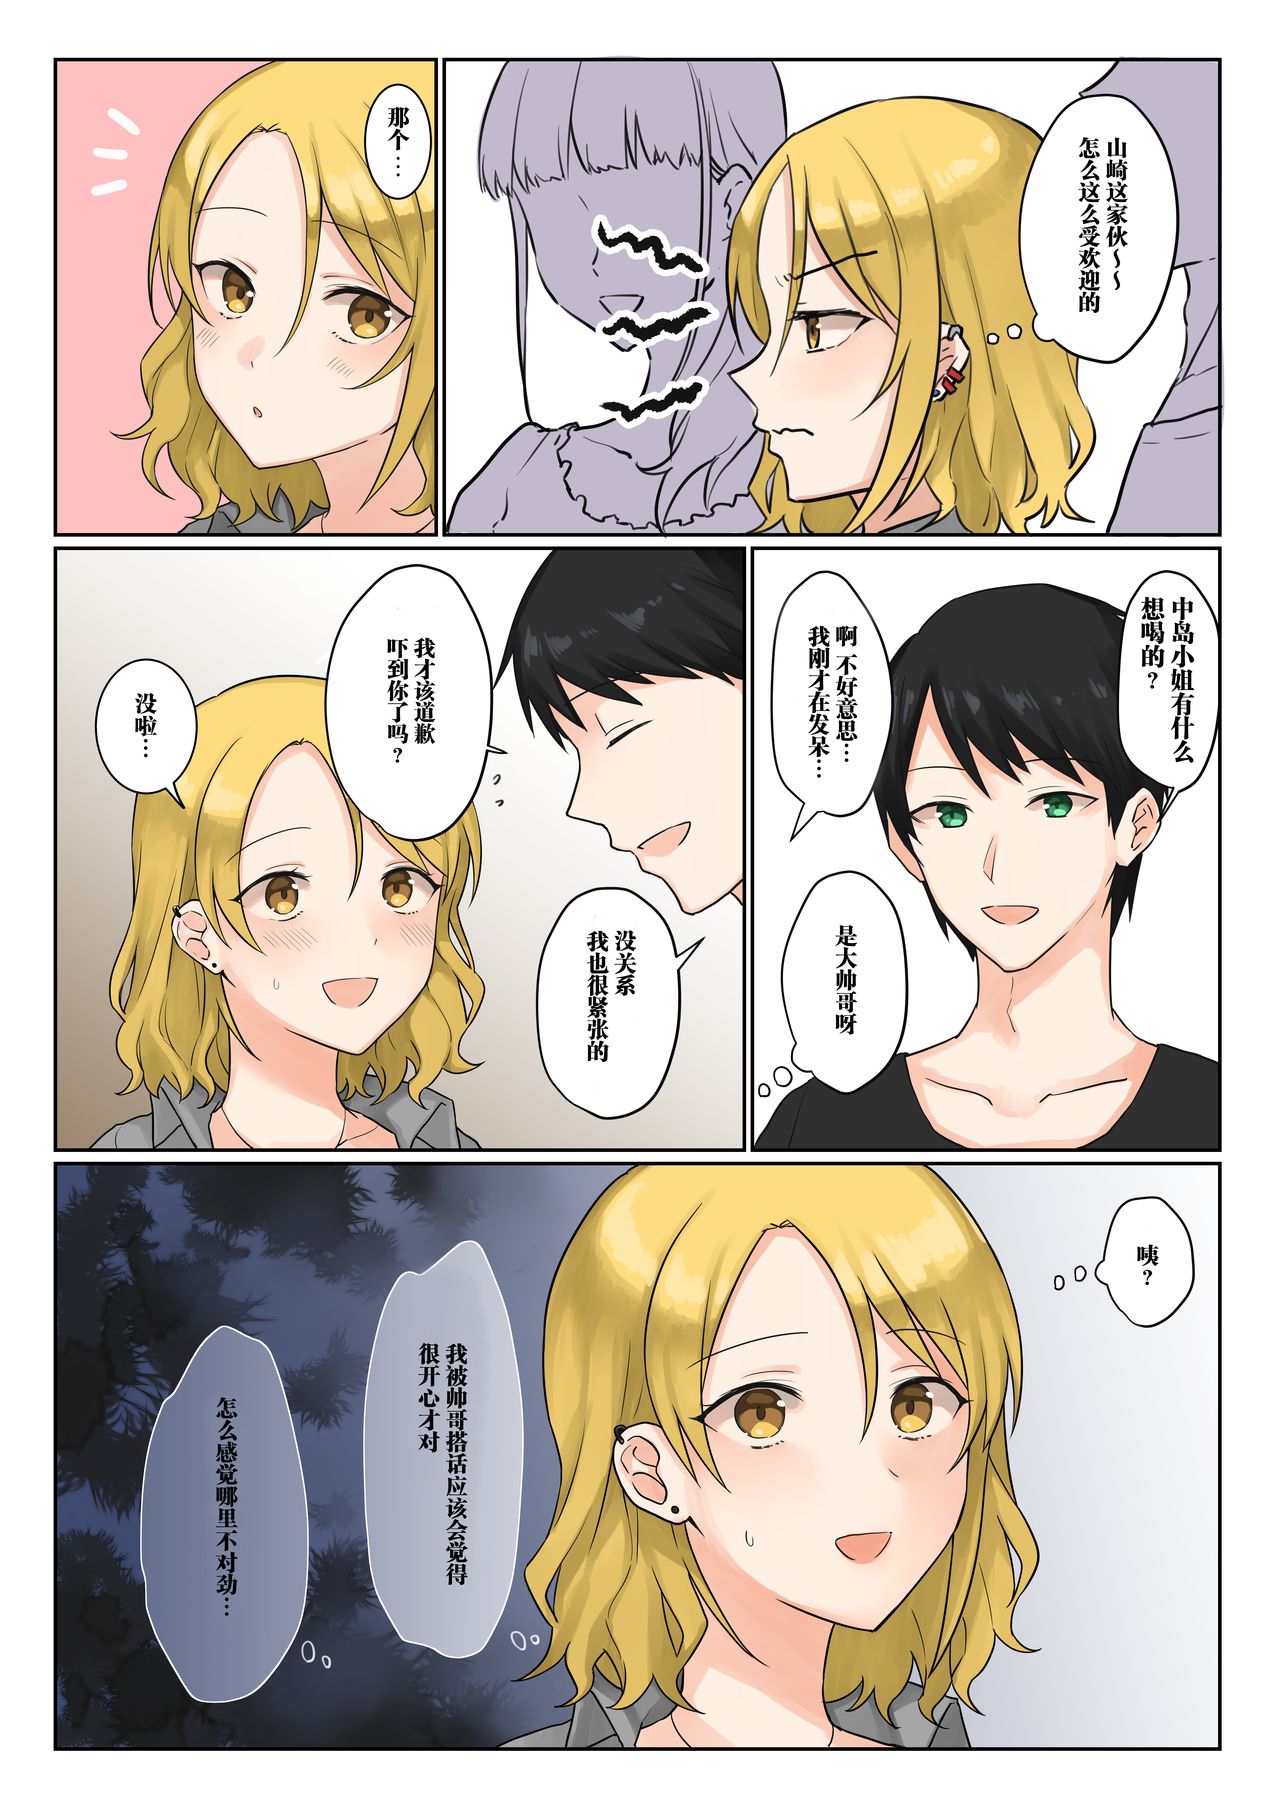 山崎这家伙～～
怎么这么受欢迎的
那个…
中岛小姐有什么
想喝的？
啊 不好意思…
我刚才在发呆…
是大帅哥呀
我才该道歉
吓到你了吗？
没关系
我也很紧张的
没啦…
咦？
我被帅哥搭话应该会觉得
很开心才对
怎么感觉哪里不对劲…